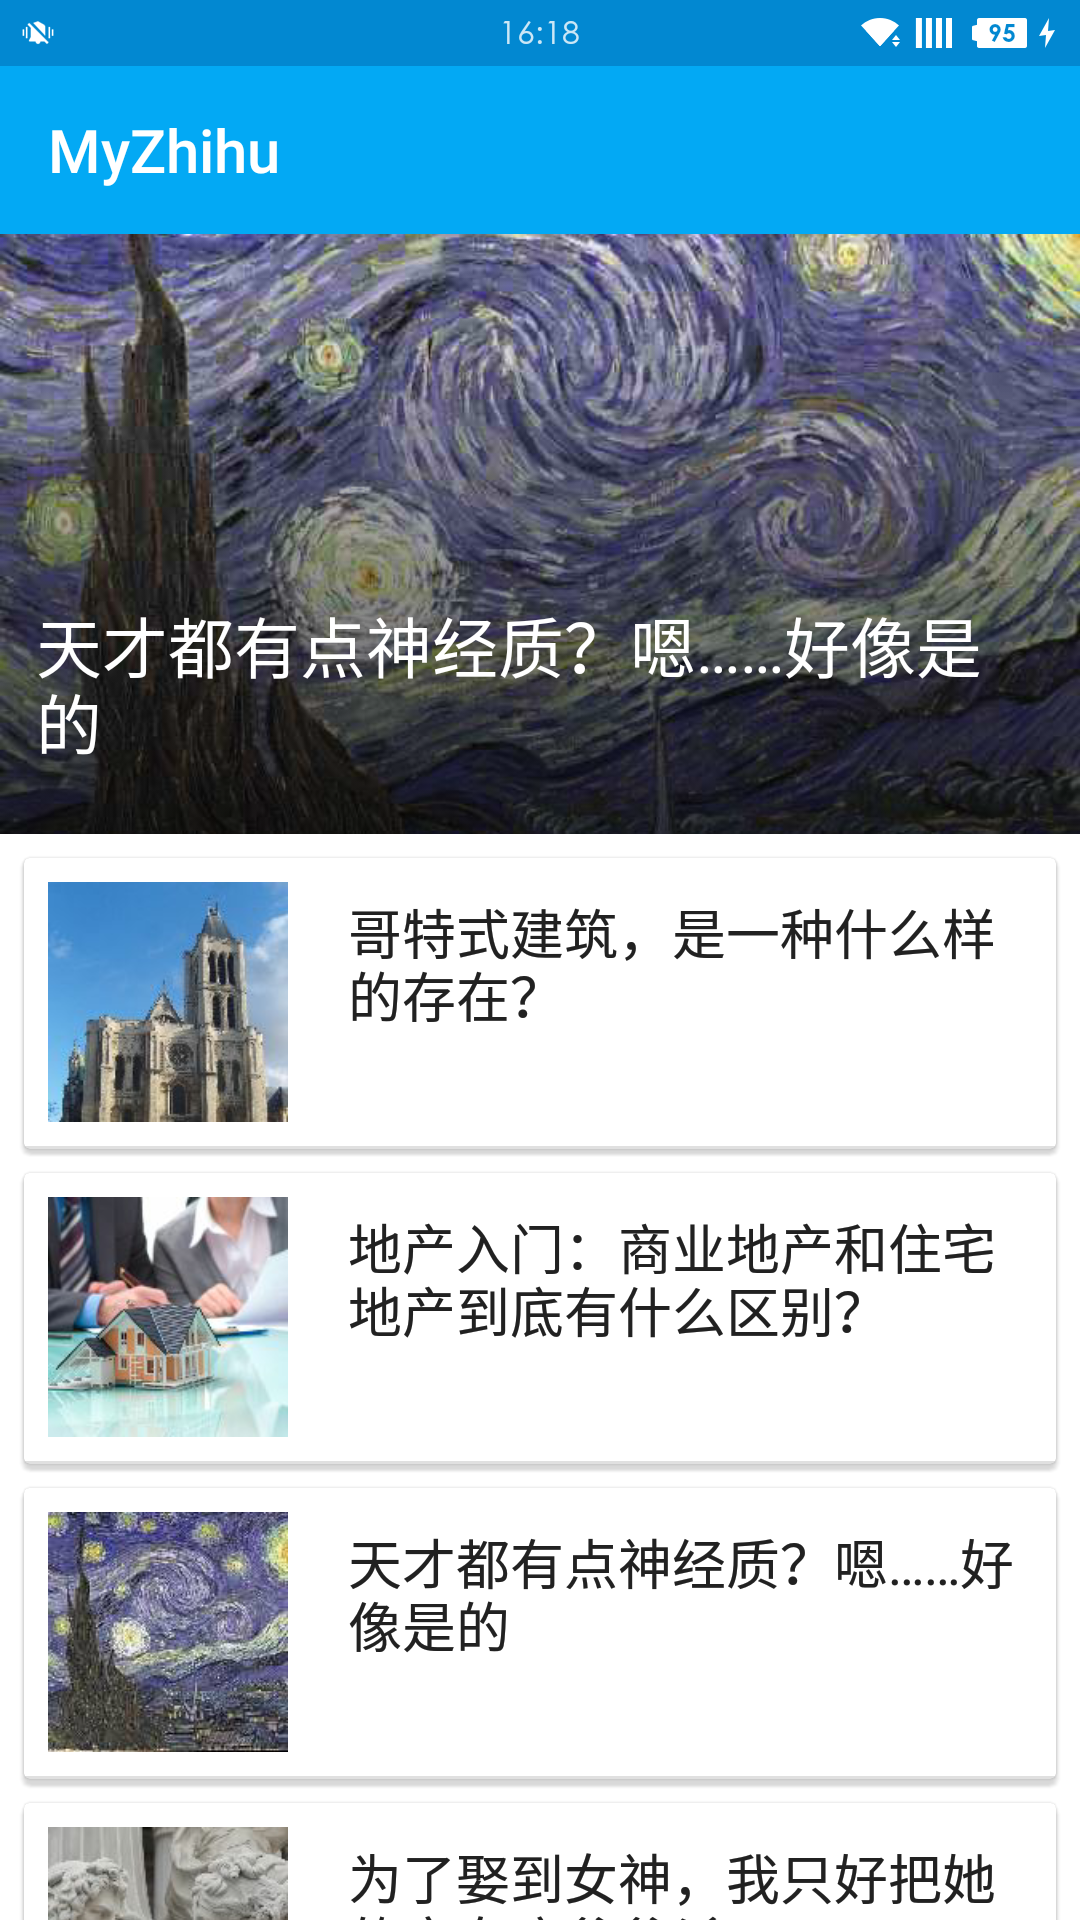 16:18
95
MyZhihu
天才都有点神经质？嗯……好像是
的
哥特式建筑，是一种什么样
的存在？
地产入门：商业地产和住宅
地产到底有什么区别？
天才都有点神经质？嗯……好
像是的
为了娶到女神，我只好把她